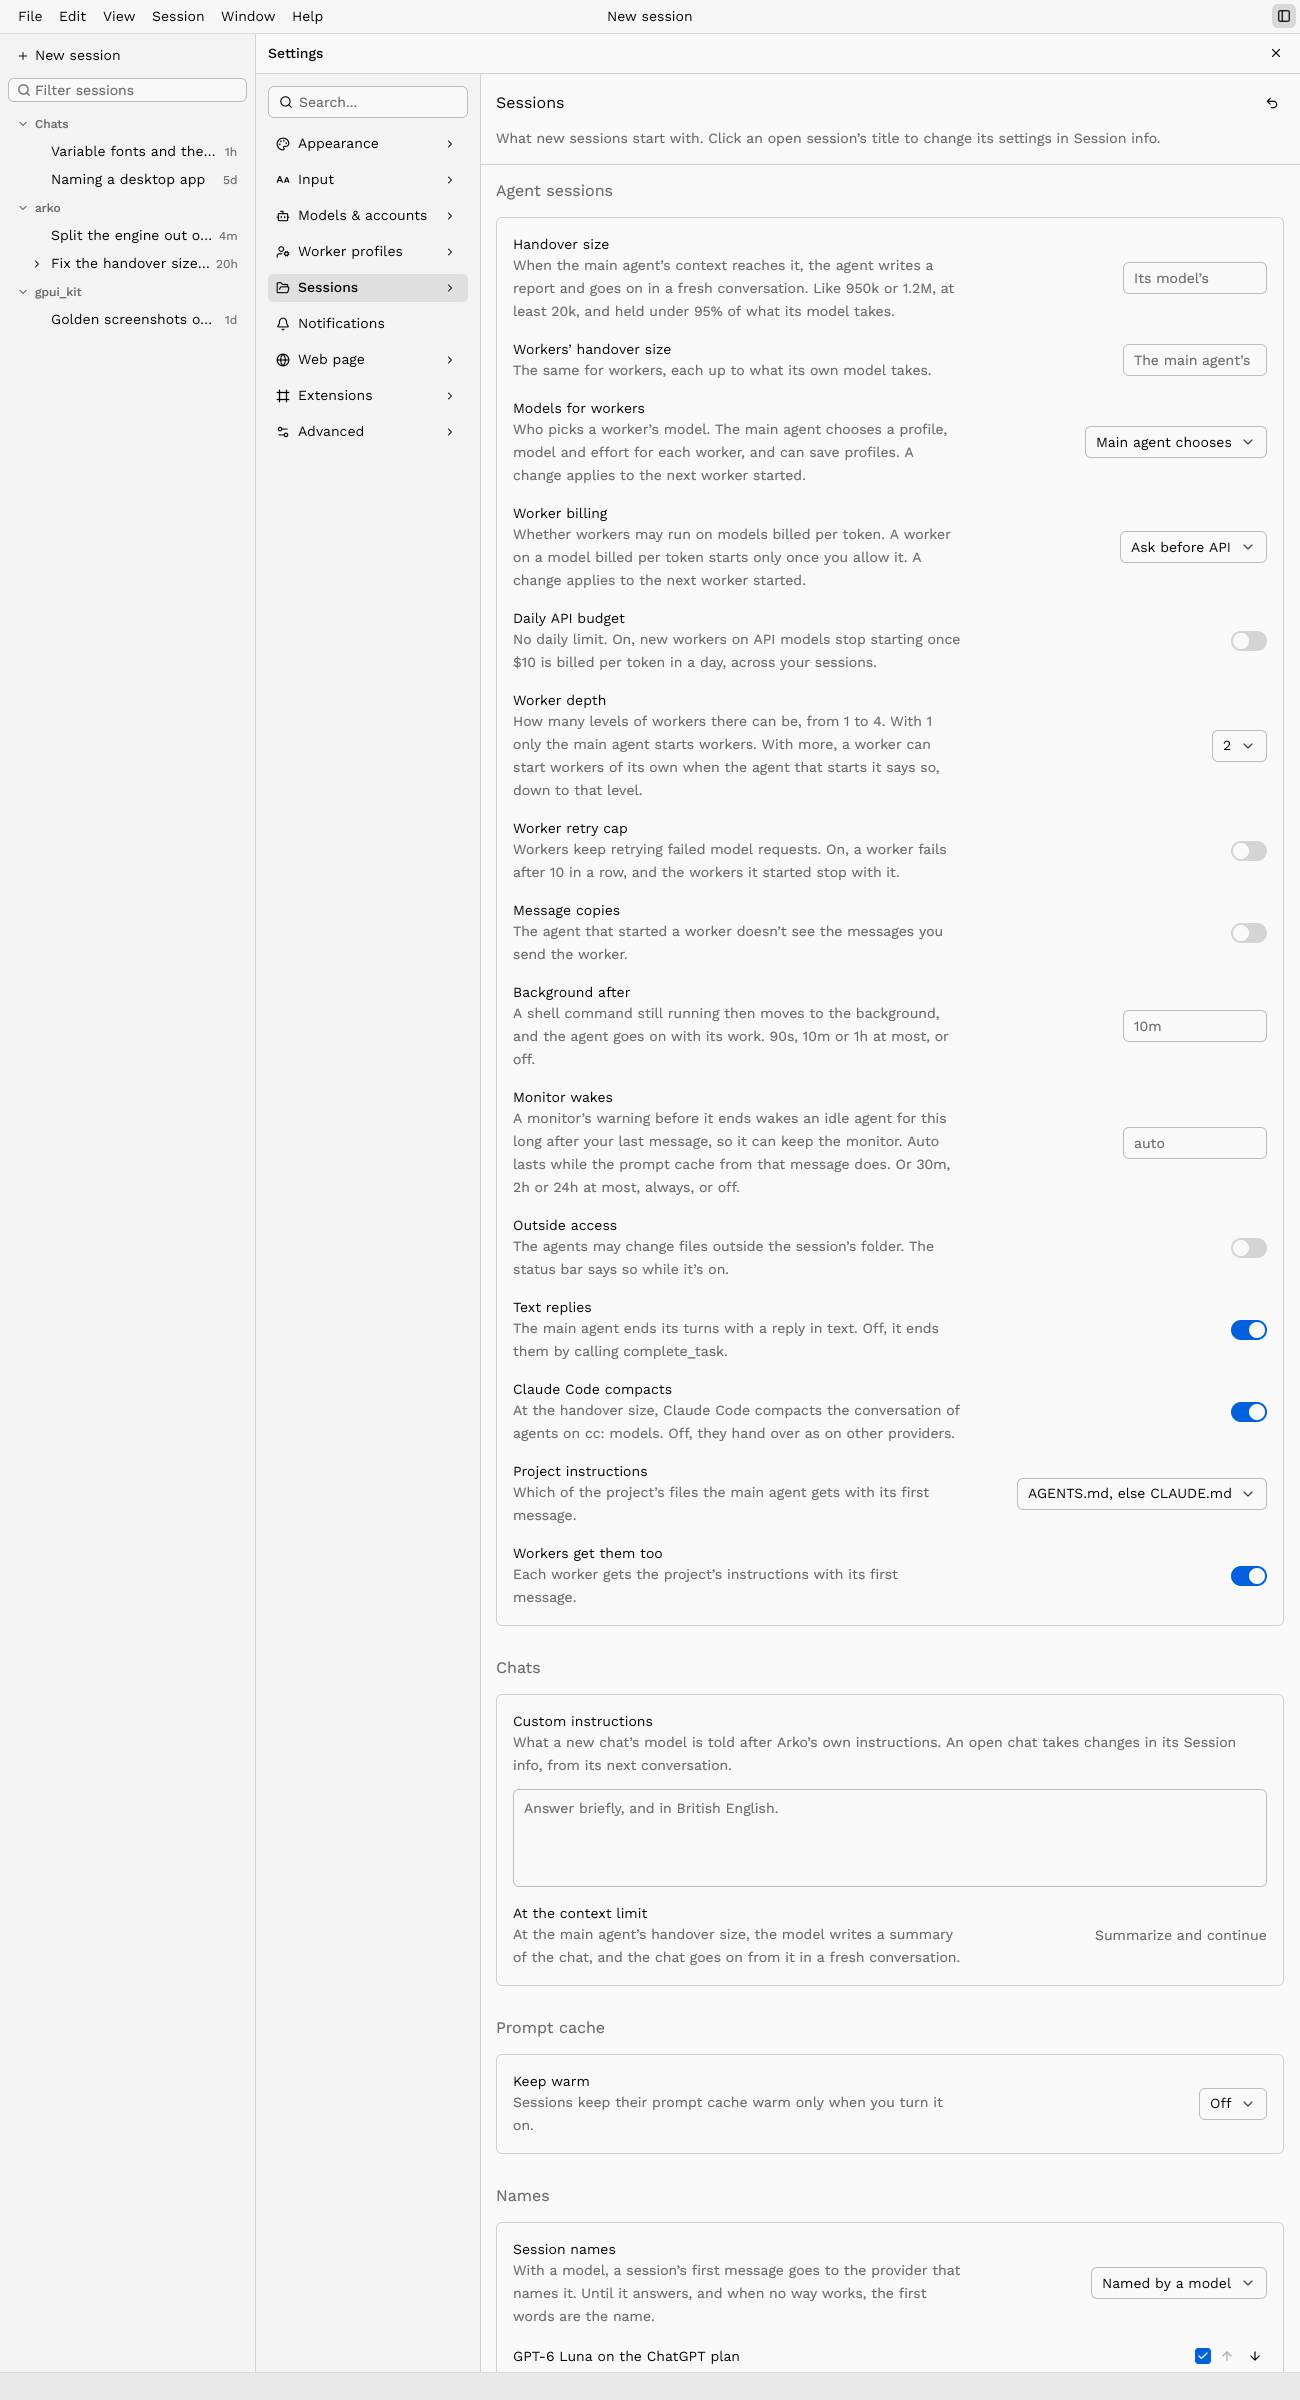 File Edit View Session Window Help
New session
New session
Settings
Filter sessions
Chats
Variable fonts and the... 1h
Naming a desktop app 5d
arko
Split the engine out o... 4m
Fix the handover size... 20h
gpui_kit
Golden screenshots o... 1d
Search...
Appearance
Input
Models & accounts
Worker profiles
Sessions
Notifications
Web page
Extensions
Advanced
Sessions
What new sessions start with. Click an open session’s title to change its settings in Session info.
Agent sessions
Handover size
When the main agent’s context reaches it, the agent writes a
report and goes on in a fresh conversation. Like 950k or 1.2M, at
least 20k, and held under 95% of what its model takes.
Its model’s
Workers’ handover size
The same for workers, each up to what its own model takes.
The main agent’s
Models for workers
Who picks a worker’s model. The main agent chooses a profile,
model and effort for each worker, and can save profiles. A
change applies to the next worker started.
Main agent chooses
Worker billing
Whether workers may run on models billed per token. A worker
on a model billed per token starts only once you allow it. A
change applies to the next worker started.
Ask before API
Daily API budget
No daily limit. On, new workers on API models stop starting once
$10 is billed per token in a day, across your sessions.
Worker depth
How many levels of workers there can be, from 1 to 4. With 1
only the main agent starts workers. With more, a worker can
start workers of its own when the agent that starts it says so,
down to that level.
2
Worker retry cap
Workers keep retrying failed model requests. On, a worker fails
after 10 in a row, and the workers it started stop with it.
Message copies
The agent that started a worker doesn’t see the messages you
send the worker.
Background after
A shell command still running then moves to the background,
and the agent goes on with its work. 90s, 10m or 1h at most, or
off.
10m
Monitor wakes
A monitor’s warning before it ends wakes an idle agent for this
long after your last message, so it can keep the monitor. Auto
lasts while the prompt cache from that message does. Or 30m,
2h or 24h at most, always, or off.
auto
Outside access
The agents may change files outside the session’s folder. The
status bar says so while it’s on.
Text replies
The main agent ends its turns with a reply in text. Off, it ends
them by calling complete_task.
Claude Code compacts
At the handover size, Claude Code compacts the conversation of
agents on cc: models. Off, they hand over as on other providers.
Project instructions
Which of the project’s files the main agent gets with its first
message.
AGENTS.md, else CLAUDE.md
Workers get them too
Each worker gets the project’s instructions with its first
message.
Chats
Custom instructions
What a new chat’s model is told after Arko’s own instructions. An open chat takes changes in its Session
info, from its next conversation.
Answer briefly, and in British English.
At the context limit
At the main agent’s handover size, the model writes a summary
of the chat, and the chat goes on from it in a fresh conversation.
Summarize and continue
Prompt cache
Keep warm
Sessions keep their prompt cache warm only when you turn it
on.
Off
Names
Session names
With a model, a session’s first message goes to the provider that
names it. Until it answers, and when no way works, the first
words are the name.
Named by a model
GPT-6 Luna on the ChatGPT plan